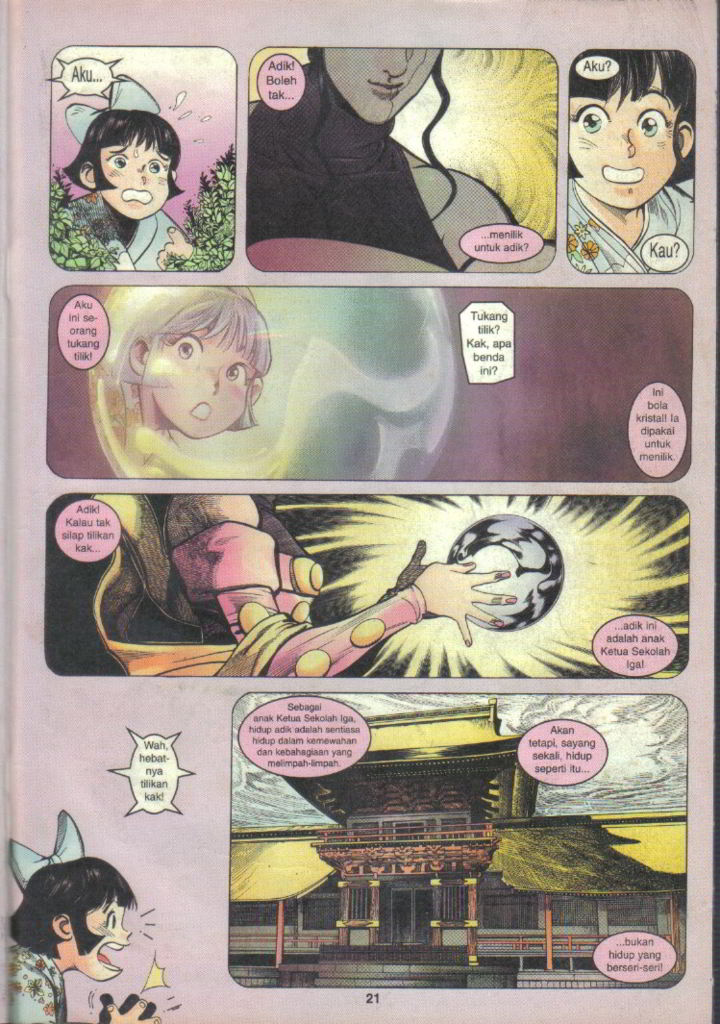 Aku...
Adik!
Boleh
tak...
...menilik
untuk adik?
Aku?
Kau?
Aku
ini se-
orang
tukang
tilik!
Tukang
tilik?
Kak, apa
benda
ini?
Ini
bola
kristal! Ia
dipakai
untuk
menilik.
Adik!
Kalau tak
silap tilikan
kak...
...adik ini
adalah anak
Ketua Sekolah
Iga!
Wah,
hebat-
nya
tilikan
kak!
Sebagai
anak Ketua Sekolah Iga,
hidup adik adalah sentiasa
hidup dalam kemewahan
dan kebahagiaan yang
melimpah-limpah.
Akan
tetapi, sayang
sekali, hidup
seperti itu...
...bukan
hidup yang
berseri-seri!
21